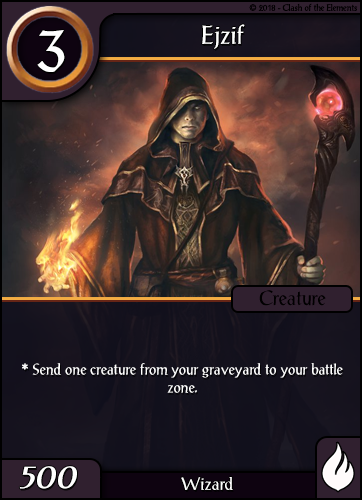 © 2018 - Clash of the Elements
3
Ejzif
Creature
* Send one creature from your graveyard to your battle
zone.
500
Wizard